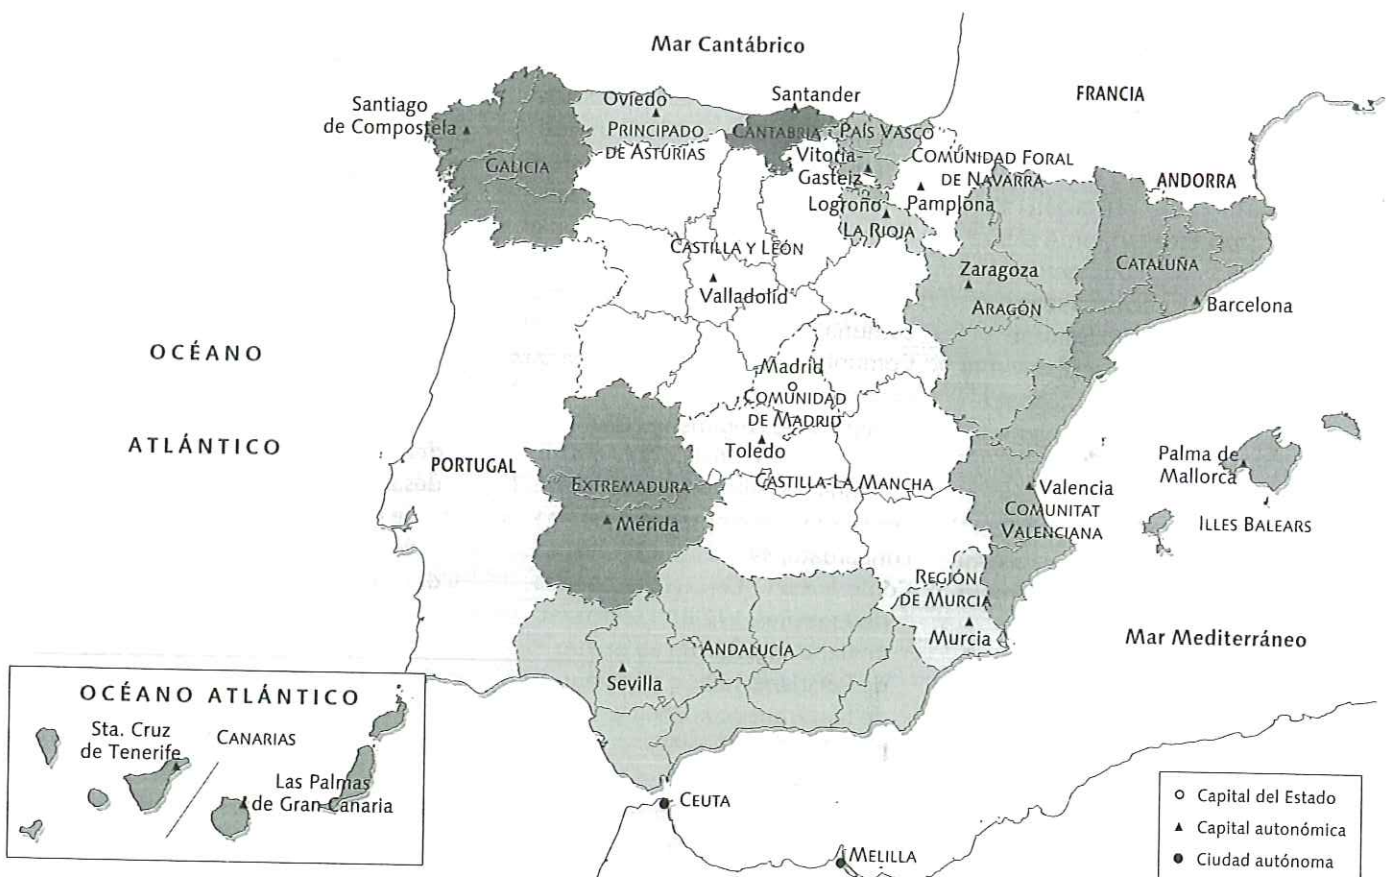 Mar Cantábrico
FRANCIA
Santiago
de Compostela
Oviedo
PRINCIPADO
DE ASTURIAS
Santander
CANTABRIA
PAÍS VASCO
Vitoria-
Gasteiz
COMUNIDAD FORAL
DE NAVARRA
Pamplona
ANDORRA
GALICIA
Logroño
LA RIOJA
CASTILLA Y LEÓN
Valladolid
Zaragoza
ARAGÓN
CATALUÑA
Barcelona
OCÉANO
ATLÁNTICO
Madrid
COMUNIDAD
DE MADRID
Toledo
CASTILLA-LA MANCHA
PORTUGAL
EXTREMADURA
Mérida
Valencia
COMUNITAT
VALENCIANA
Palma de
Mallorca
ILLES BALEARS
REGIÓN
DE MURCIA
Murcia
Mar Mediterráneo
ANDALUCÍA
Sevilla
OCÉANO ATLÁNTICO
Sta. Cruz
de Tenerife
CANARIAS
Las Palmas
de Gran Canaria
CEUTA
MELILLA
Capital del Estado
Capital autonómica
Ciudad autónoma